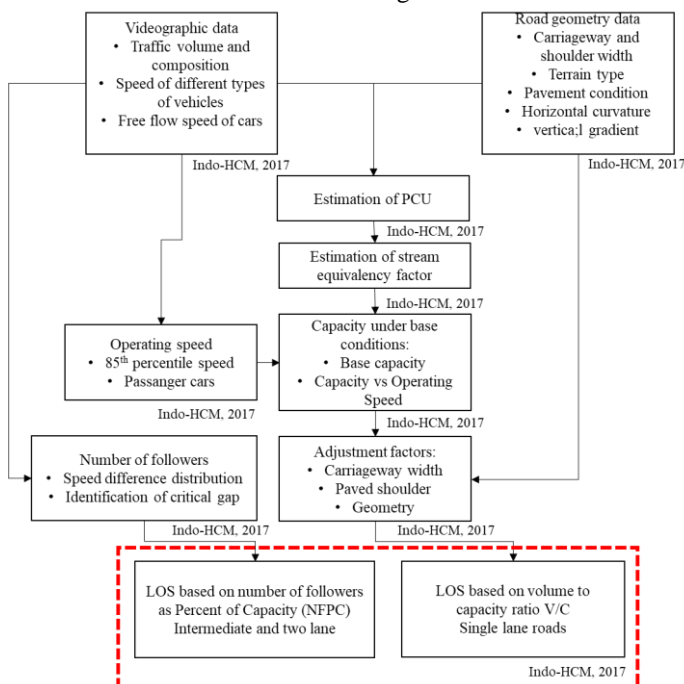 Videographic data
• Traffic volume and
composition
• Speed of different types
of vehicles
• Free flow speed of cars
Indo-HCM, 2017
Road geometry data
• Carriageway and
shoulder width
• Terrain type
• Pavement condition
• Horizontal curvature
• vertica;l gradient
Indo-HCM, 2017
Estimation of PCU
Indo-HCM, 2017
Estimation of stream
equivalency factor
Indo-HCM, 2017
Operating speed
• 85th percentile speed
• Passanger cars
Indo-HCM, 2017
Capacity under base
conditions:
• Base capacity
• Capacity vs Operating
Speed
Indo-HCM, 2017
Number of followers
• Speed difference distribution
• Identification of critical gap
Indo-HCM, 2017
Adjustment factors:
• Carriageway width
• Paved shoulder
• Geometry
Indo-HCM, 2017
LOS based on number of followers
as Percent of Capacity (NFPC)
Intermediate and two lane
LOS based on volume to
capacity ratio V/C
Single lane roads
Indo-HCM, 2017